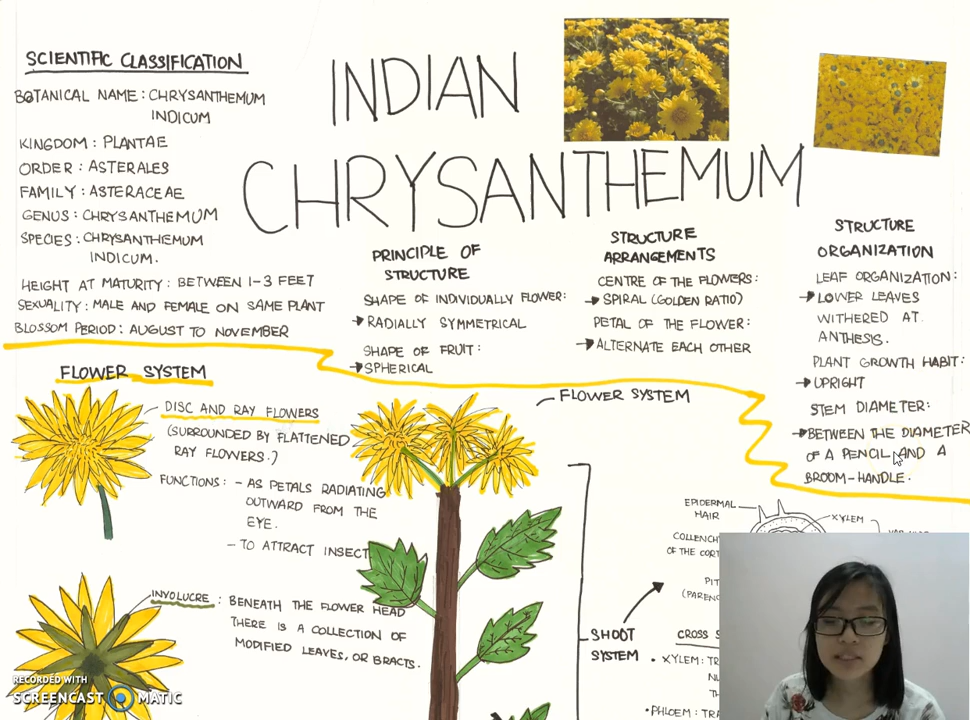 SCIENTIFIC CLASSIFICATION
BOTANICAL NAME: CHRYSANTHEMUM
INDICUM
KINGDOM: PLANTAE
ORDER: ASTERALES
FAMILY: ASTERACEAE
GENUS: CHRYSANTHEMUM
SPECIES: CHRYSANTHEMUM
INDICUM.
HEIGHT AT MATURITY: BETWEEN 1-3 FEET
SEXUALITY: MALE AND FEMALE ON SAME PLANT
BLOSSOM PERIOD: AUGUST TO NOVEMBER
INDIAN
CHRYSANTHEMUM
PRINCIPLE OF
STRUCTURE
SHAPE OF INDIVIDUALLY FLOWER:
RADIALLY SYMMETRICAL
SHAPE OF FRUIT:
SPHERICAL
STRUCTURE
ARRANGEMENTS
CENTRE OF THE FLOWERS:
SPIRAL (GOLDEN RATIO)
PETAL OF THE FLOWER:
ALTERNATE EACH OTHER
STRUCTURE
ORGANIZATION
LEAF ORGANIZATION:
LOWER LEAVES
WITHERED AT
ANTHESIS.
PLANT GROWTH HABIT:
UPRIGHT
STEM DIAMETER:
BETWEEN THE DIAMETER
OF A PENCIL AND A
BROOM-HANDLE.
FLOWER SYSTEM
DISC AND RAY FLOWERS
(SURROUNDED BY FLATTENED
RAY FLOWERS.)
FUNCTIONS: - AS PETALS RADIATING
OUTWARD FROM THE
EYE.
- TO ATTRACT INSECT
INVOLUCRE: BENEATH THE FLOWER HEAD
THERE IS A COLLECTION OF
MODIFIED LEAVES, OR BRACTS.
FLOWER SYSTEM
EPIDERMAL
HAIR
XYLEM
OF THE
SHOOT
SYSTEM
CROSS
• XYLEM:
• PHLOEM:
RECORDED WITH
SCREENCAST MATIC